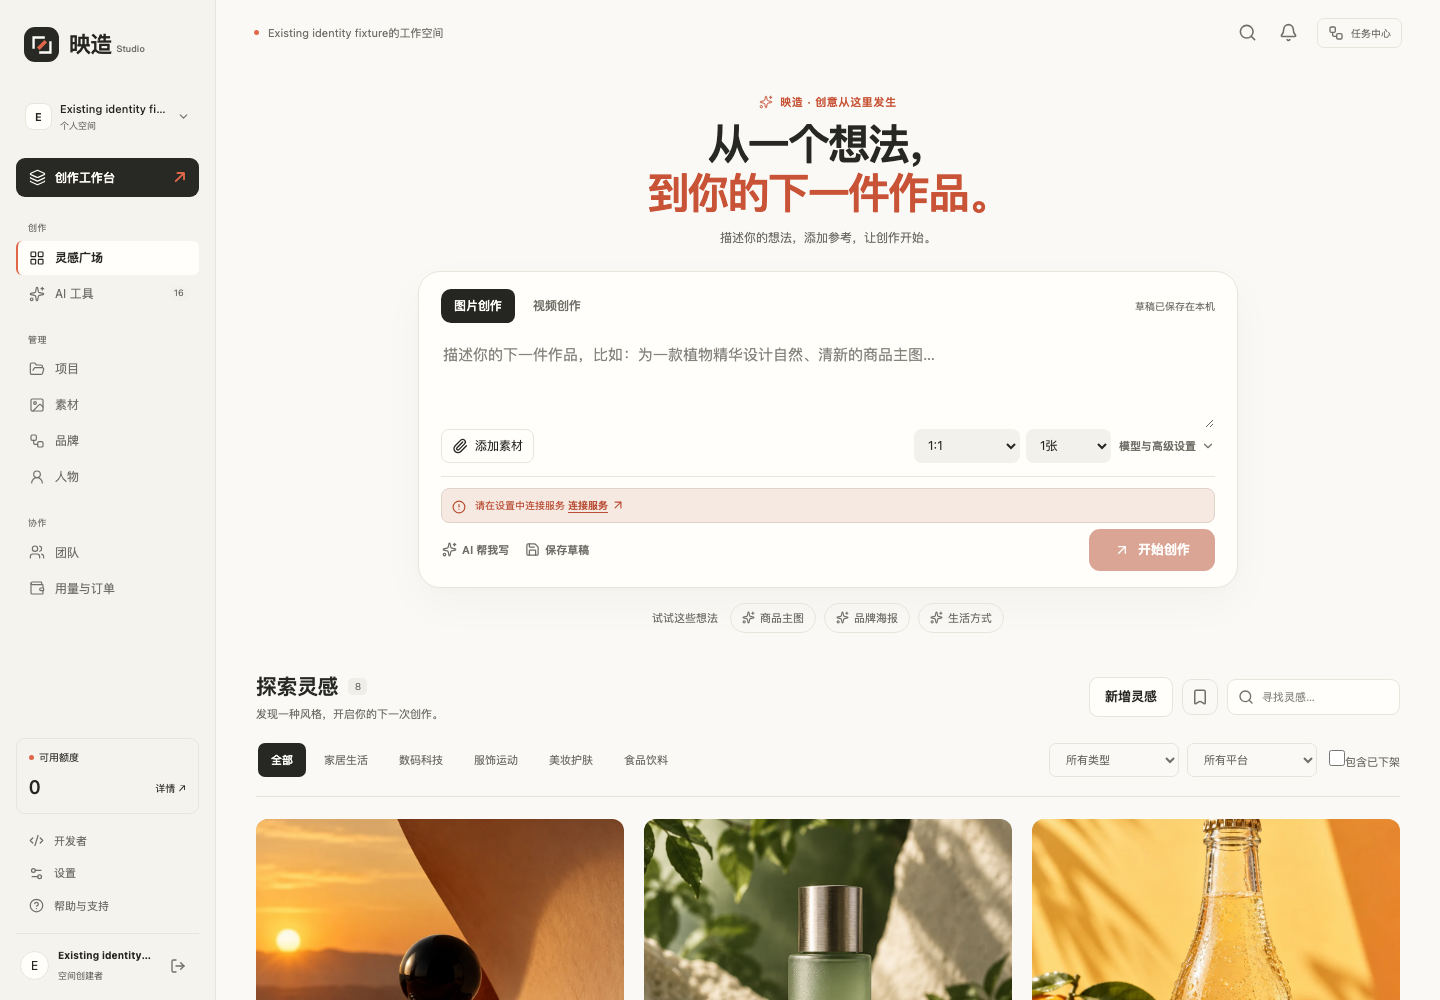 映造 Studio
Existing identity fi...
E
个人空间
创作工作台
创作
灵感广场
AI 工具 16
管理
项目
素材
品牌
人物
协作
团队
用量与订单
可用额度
0
详情
开发者
设置
帮助与支持
E
Existing identity...
空间创建者
Existing identity fixture的工作空间
任务中心
映造 · 创意从这里发生
从一个想法，
到你的下一件作品。
描述你的想法，添加参考，让创作开始。
图片创作 视频创作 草稿已保存在本机
描述你的下一件作品，比如：为一款植物精华设计自然、清新的商品主图...
添加素材 1:1 1张 模型与高级设置
请在设置中连接服务 连接服务
AI 帮我写 保存草稿 开始创作
试试这些想法 商品主图 品牌海报 生活方式
探索灵感 8
发现一种风格，开启你的下一次创作。
新增灵感 寻找灵感...
全部 家居生活 数码科技 服饰运动 美妆护肤 食品饮料 所有类型 所有平台 包含已下架